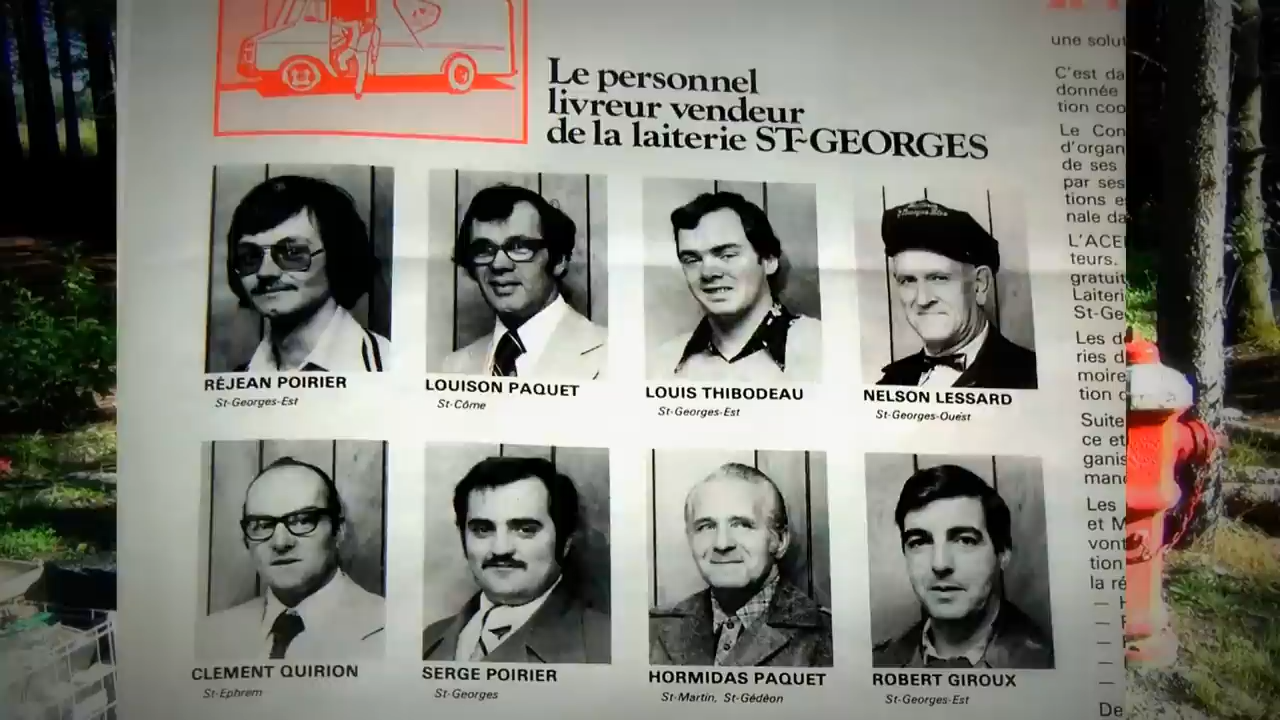 Le personnel
livreur vendeur
de la laiterie ST-GEORGES
RÉJEAN POIRIER
St-Georges-Est
LOUISON PAQUET
St-Côme
LOUIS THIBODEAU
St-Georges-Est
NELSON LESSARD
St-Georges-Ouest
CLEMENT QUIRION
St-Ephrem
SERGE POIRIER
St-Georges
HORMIDAS PAQUET
St-Martin, St-Gédéon
ROBERT GIROUX
St-Georges-Est
une solut
C'est da
donnée
tion coo
Le Con
d'organ
de ses
par ses
tions e
nale da
L'ACE
teurs.
gratuit
Laiteri
St-Ge
Les d
ries d
moire
tion d
Suite
ce et
ganis
mand
Les
et M
vont
tion
la ré
De